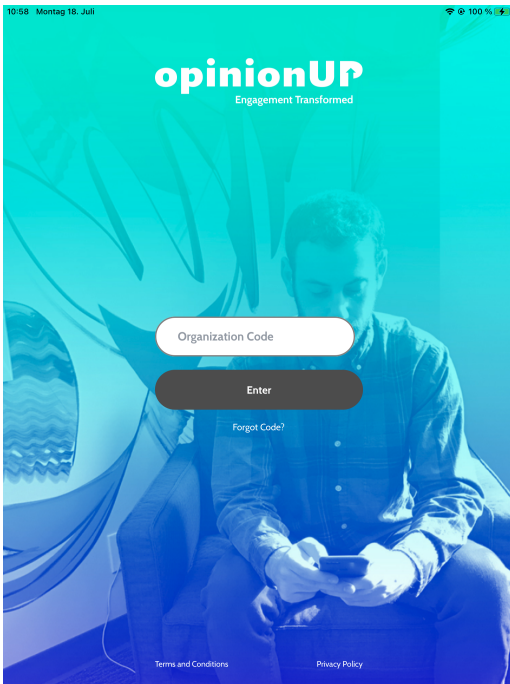 10:58 Montag 18. Juli
100 %
opinionUP
Engagement Transformed
Organization Code
Enter
Forgot Code?
Terms and Conditions
Privacy Policy